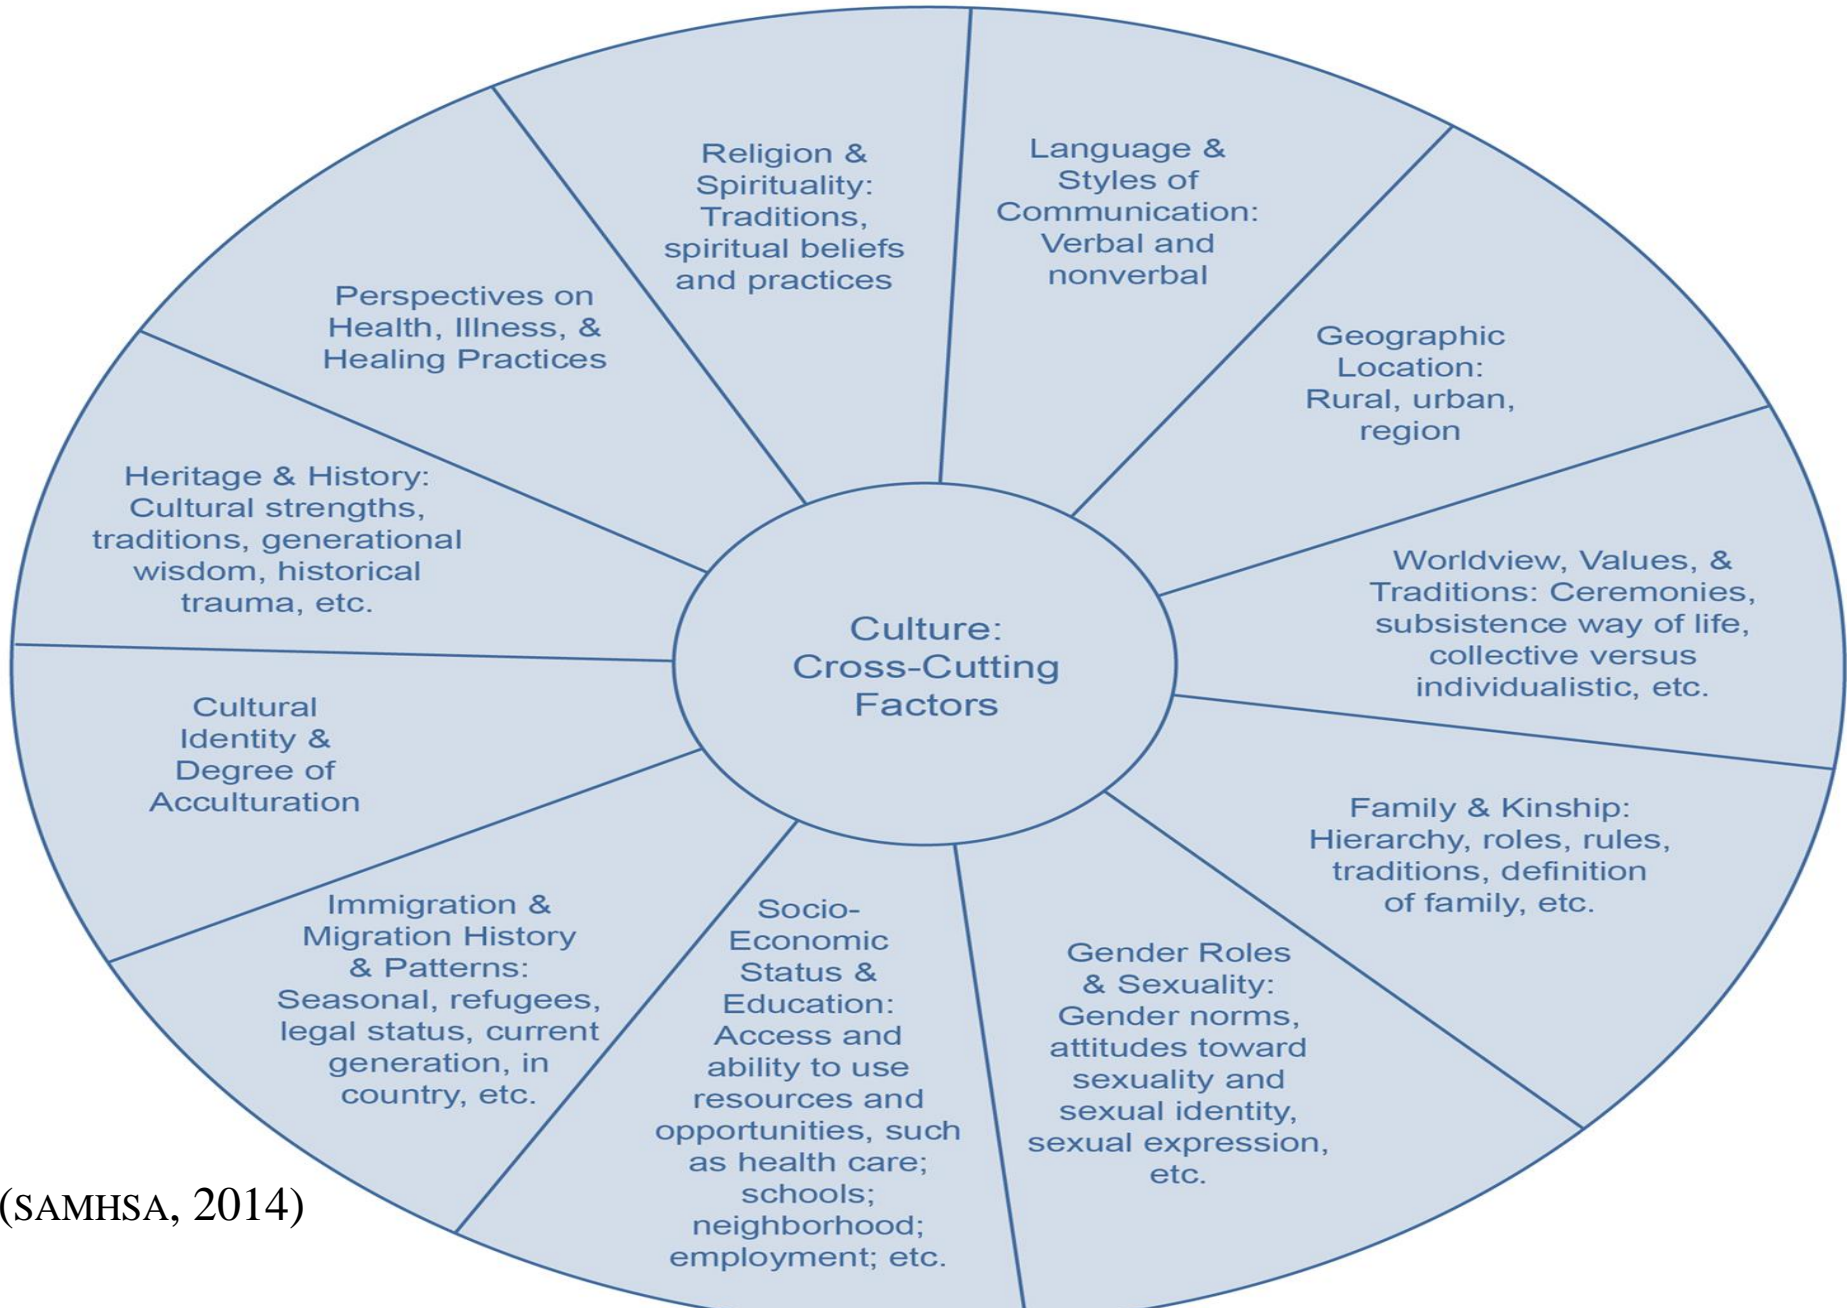 Religion &
Spirituality:
Traditions,
spiritual beliefs
and practices
Language &
Styles of
Communication:
Verbal and
nonverbal
Geographic
Location:
Rural, urban,
region
Worldview, Values, &
Traditions: Ceremonies,
subsistence way of life,
collective versus
individualistic, etc.
Family & Kinship:
Hierarchy, roles, rules,
traditions, definition
of family, etc.
Gender Roles
& Sexuality:
Gender norms,
attitudes toward
sexuality and
sexual identity,
sexual expression,
etc.
Socio-
Economic
Status &
Education:
Access and
ability to use
resources and
opportunities, such
as health care;
schools;
neighborhood;
employment; etc.
Immigration &
Migration History
& Patterns:
Seasonal, refugees,
legal status, current
generation, in
country, etc.
Cultural
Identity &
Degree of
Acculturation
Heritage & History:
Cultural strengths,
traditions, generational
wisdom, historical
trauma, etc.
Perspectives on
Health, Illness, &
Healing Practices
Culture:
Cross-Cutting
Factors
(SAMHSA, 2014)